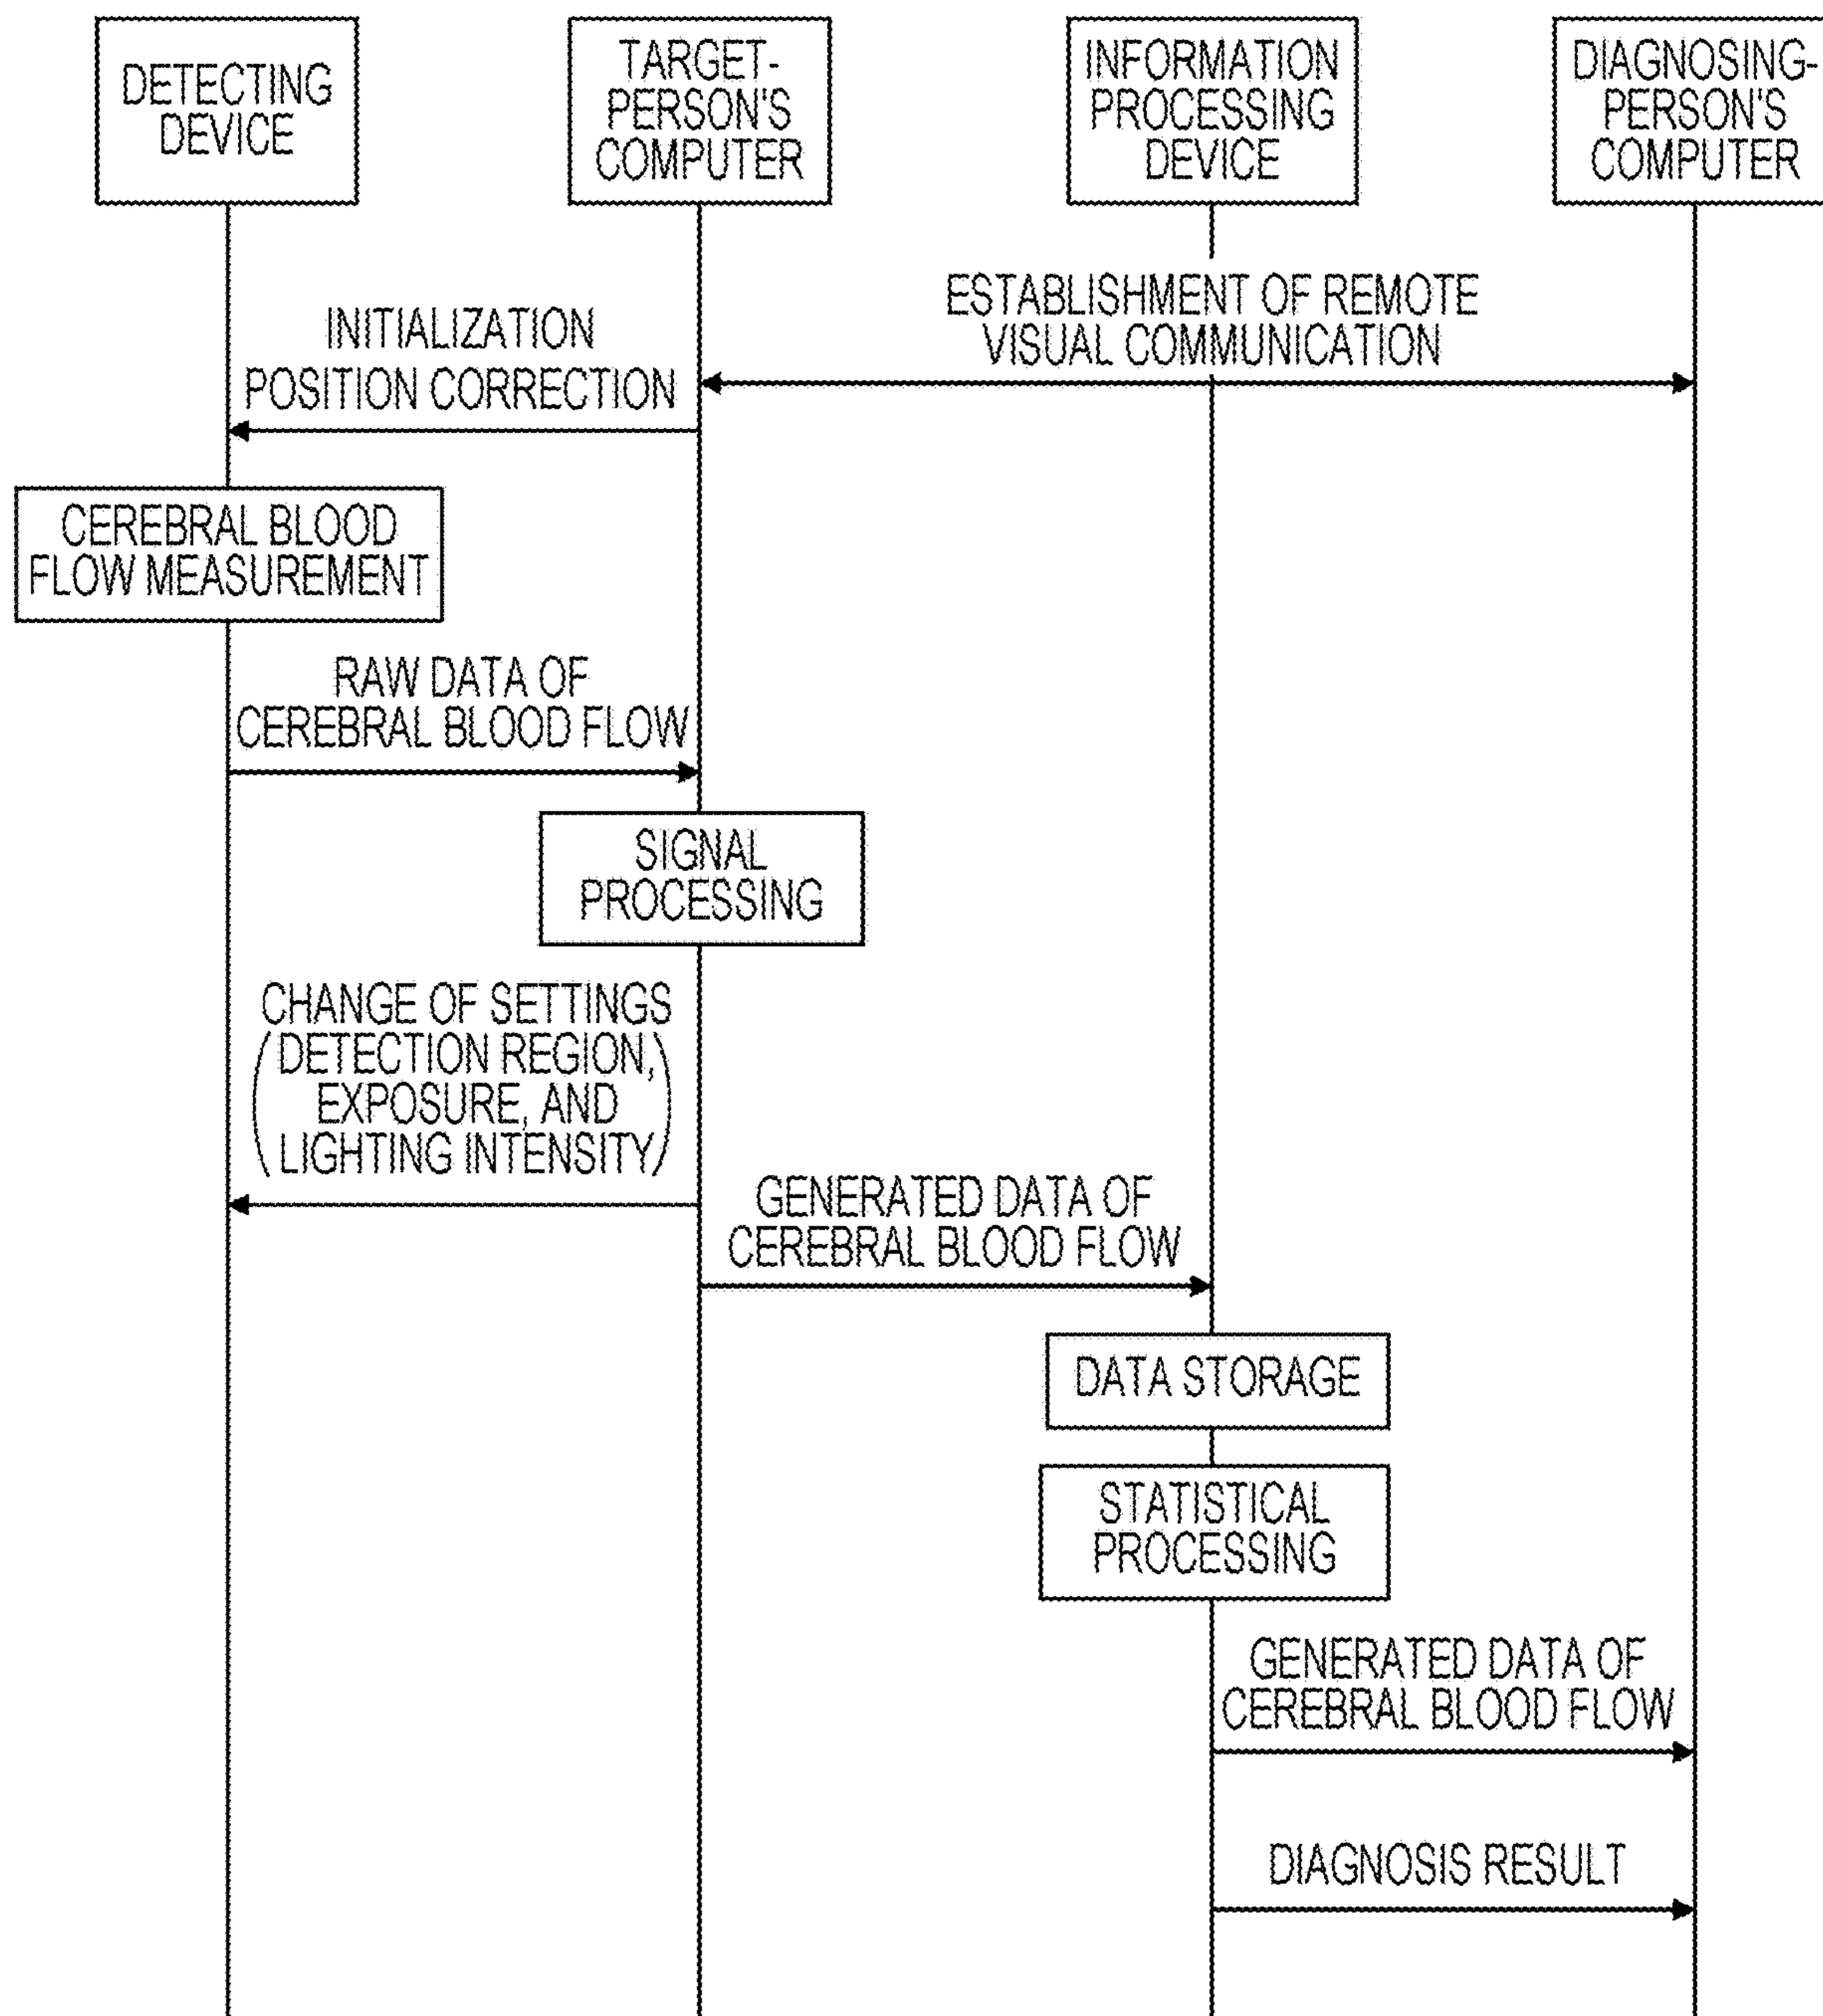 DETECTING
DEVICE
TARGET-
PERSON'S
COMPUTER
INFORMATION
PROCESSING
DEVICE
DIAGNOSING-
PERSON'S
COMPUTER
ESTABLISHMENT OF REMOTE
VISUAL COMMUNICATION
INITIALIZATION
POSITION CORRECTION
CEREBRAL BLOOD
FLOW MEASUREMENT
RAW DATA OF
CEREBRAL BLOOD FLOW
SIGNAL
PROCESSING
CHANGE OF SETTINGS
(DETECTION REGION,
EXPOSURE, AND
LIGHTING INTENSITY)
GENERATED DATA OF
CEREBRAL BLOOD FLOW
DATA STORAGE
STATISTICAL
PROCESSING
GENERATED DATA OF
CEREBRAL BLOOD FLOW
DIAGNOSIS RESULT